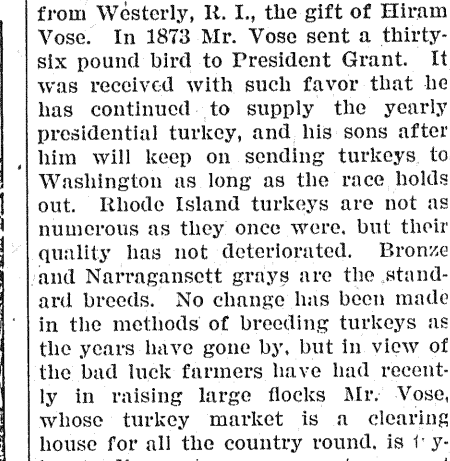 from Westerly, R. I., the gift of Hiram
Vose. In 1873 Mr. Vose sent a thirty-
six pound bird to President Grant. It
was received with such favor that he
has continued to supply the yearly
presidential turkey, and his sons after
him will keep on sending turkeys to
Washington as long as the race holds
out. Rhode Island turkeys are not as
numerous as they once were, but their
quality has not deteriorated. Bronze
and Narragansett grays are the stand-
ard breeds. No change has been made
in the methods of breeding turkeys as
the years have gone by, but in view of
the bad luck farmers have had recent-
ly in raising large flocks Mr. Vose,
whose turkey market is a clearing
house for all the country round, is